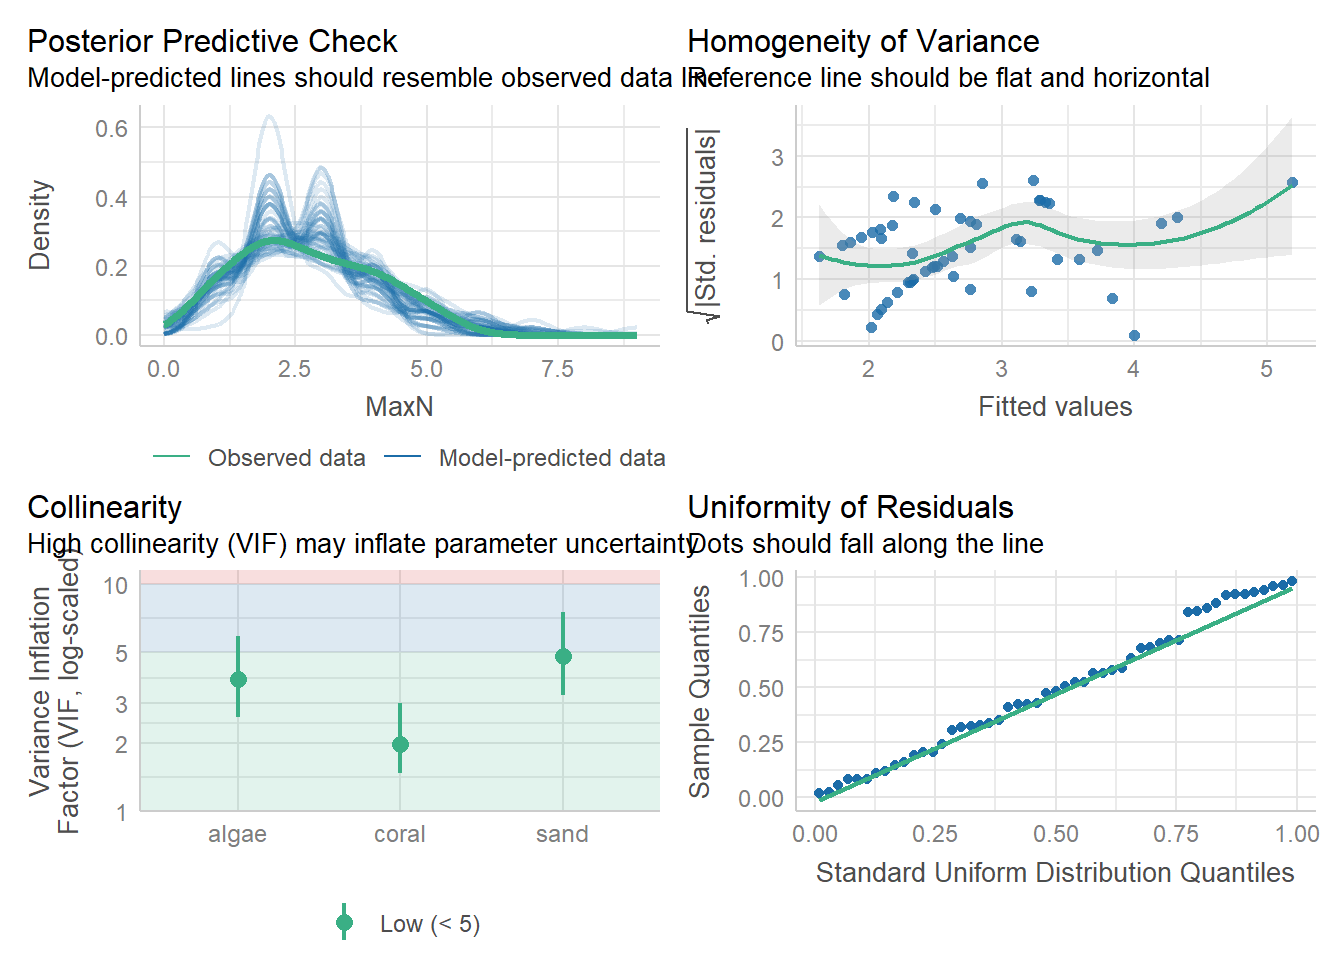 Posterior Predictive Check
Model-predicted lines should resemble observed data line
Density
0.6
0.4
0.2
0.0
0.0 2.5 5.0 7.5
MaxN
Observed data Model-predicted data
Homogeneity of Variance
Reference line should be flat and horizontal
√|Std. residuals|
3
2
1
0
2 3 4 5
Fitted values
Collinearity
High collinearity (VIF) may inflate parameter uncertainty
Variance Inflation
Factor (VIF, log-scaled)
10
5
3
2
1
algae coral sand
Low (< 5)
Uniformity of Residuals
Dots should fall along the line
Sample Quantiles
1.00
0.75
0.50
0.25
0.00
0.00 0.25 0.50 0.75 1.00
Standard Uniform Distribution Quantiles